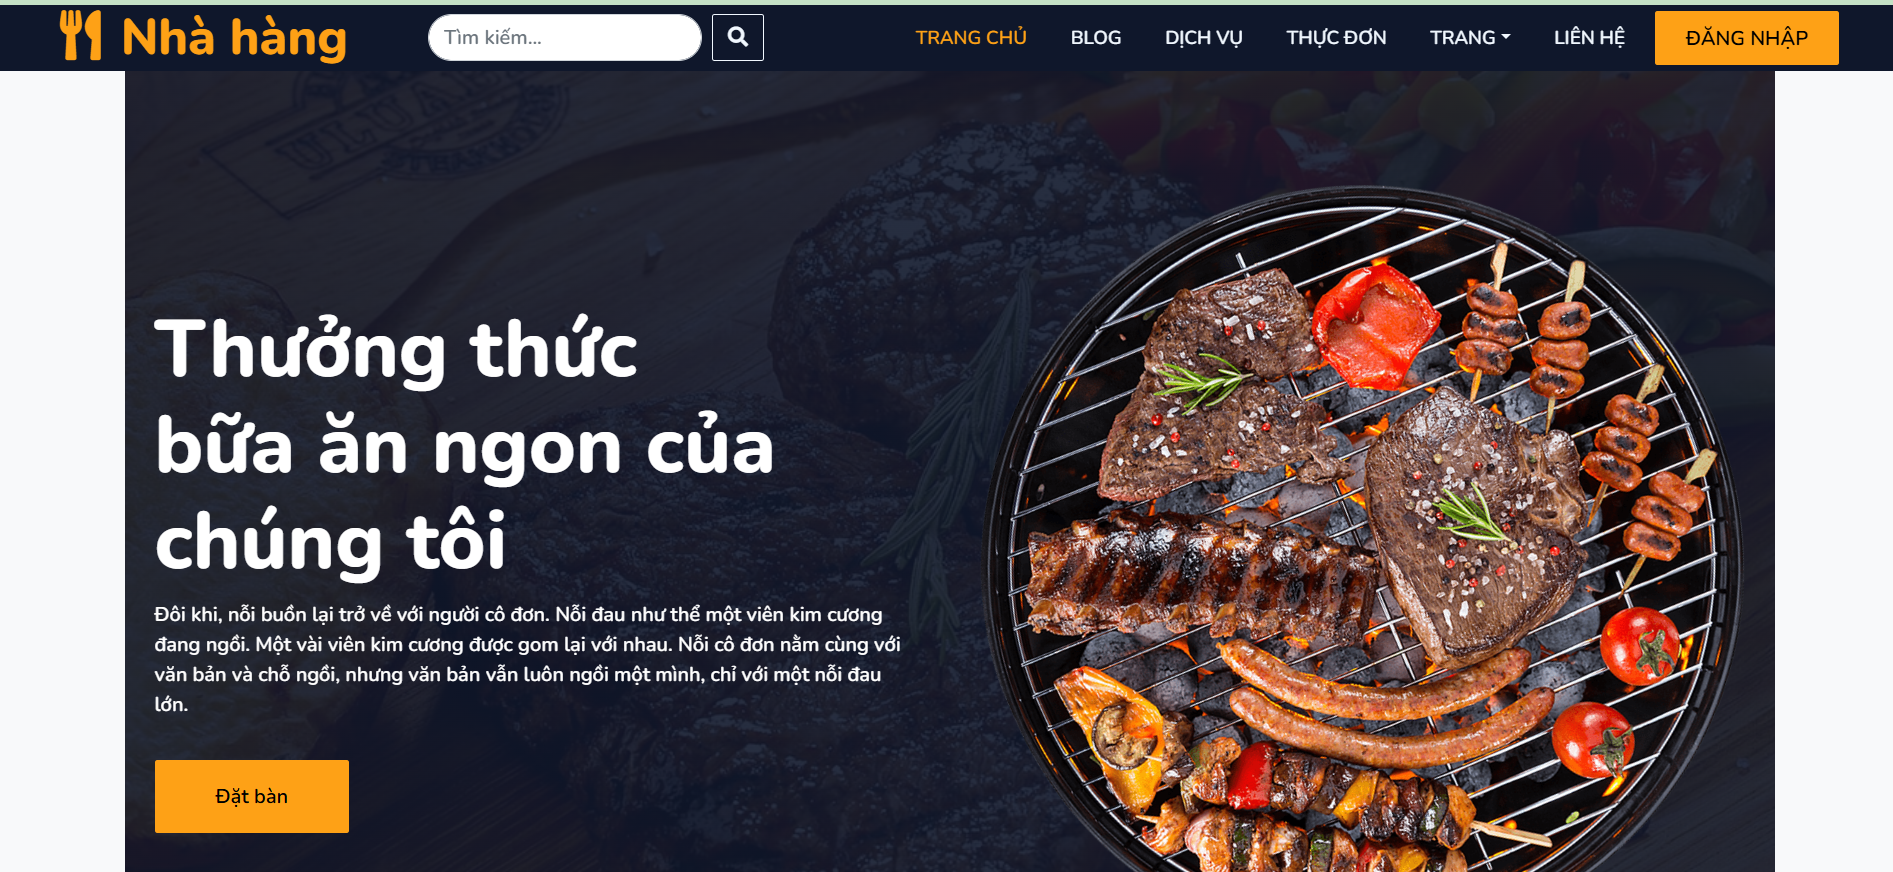 Nhà hàng
Tìm kiếm...
TRANG CHỦ
BLOG
DỊCH VỤ
THỰC ĐƠN
TRANG
LIÊN HỆ
ĐĂNG NHẬP
Thưởng thức
bữa ăn ngon của
chúng tôi
Đôi khi, nỗi buồn lại trở về với người cô đơn. Nỗi đau như thể một viên kim cương
đang ngồi. Một vài viên kim cương được gom lại với nhau. Nỗi cô đơn nằm cùng với
văn bản và chỗ ngồi, nhưng văn bản vẫn luôn ngồi một mình, chỉ với một nỗi đau
lớn.
Đặt bàn